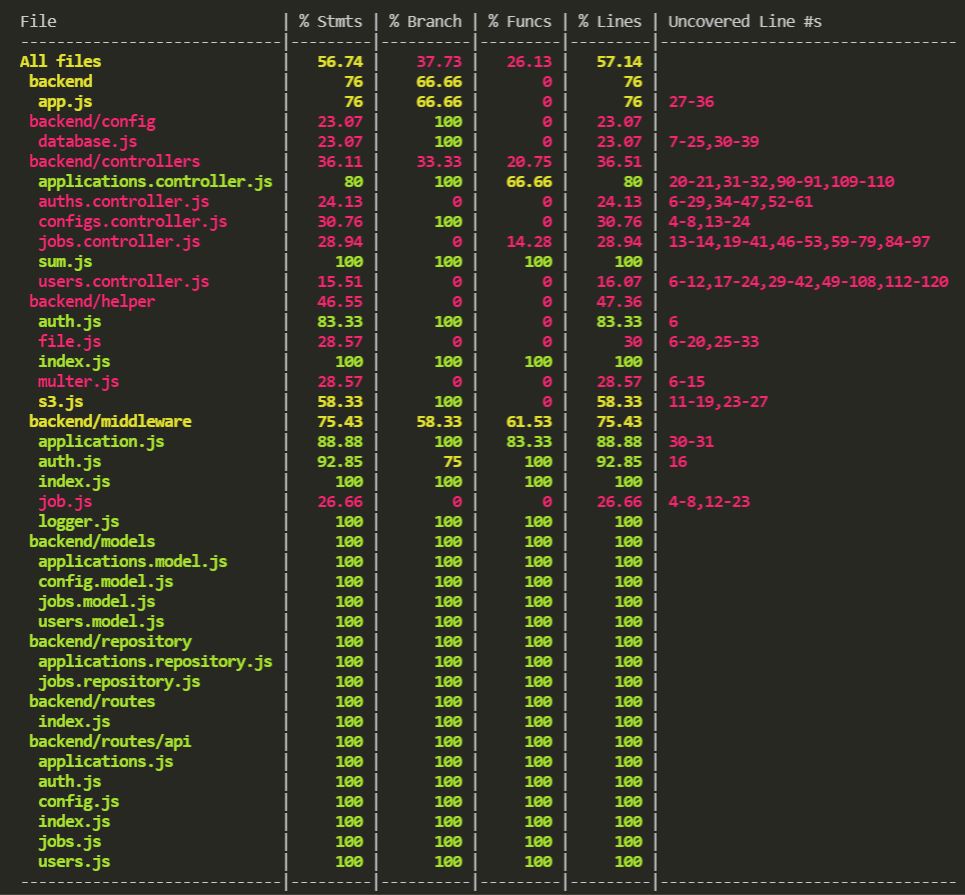 File | % Stmts | % Branch | % Funcs | % Lines | Uncovered Line #s
-----------------------------|---------|----------|---------|---------|---------------------------------
All files | 56.74 | 37.73 | 26.13 | 57.14 |
backend | 76 | 66.66 | 0 | 76 |
app.js | 76 | 66.66 | 0 | 76 | 27-36
backend/config | 23.07 | 100 | 0 | 23.07 |
database.js | 23.07 | 100 | 0 | 23.07 | 7-25,30-39
backend/controllers | 36.11 | 33.33 | 20.75 | 36.51 |
applications.controller.js | 80 | 100 | 66.66 | 80 | 20-21,31-32,90-91,109-110
auths.controller.js | 24.13 | 0 | 0 | 24.13 | 6-29,34-47,52-61
configs.controller.js | 30.76 | 100 | 0 | 30.76 | 4-8,13-24
jobs.controller.js | 28.94 | 0 | 14.28 | 28.94 | 13-14,19-41,46-53,59-79,84-97
sum.js | 100 | 100 | 100 | 100 |
users.controller.js | 15.51 | 0 | 0 | 16.07 | 6-12,17-24,29-42,49-108,112-120
backend/helper | 46.55 | 0 | 0 | 47.36 |
auth.js | 83.33 | 100 | 0 | 83.33 | 6
file.js | 28.57 | 0 | 0 | 30 | 6-20,25-33
index.js | 100 | 100 | 100 | 100 |
multer.js | 28.57 | 0 | 0 | 28.57 | 6-15
s3.js | 58.33 | 100 | 0 | 58.33 | 11-19,23-27
backend/middleware | 75.43 | 58.33 | 61.53 | 75.43 |
application.js | 88.88 | 100 | 83.33 | 88.88 | 30-31
auth.js | 92.85 | 75 | 100 | 92.85 | 16
index.js | 100 | 100 | 100 | 100 |
job.js | 26.66 | 0 | 0 | 26.66 | 4-8,12-23
logger.js | 100 | 100 | 100 | 100 |
backend/models | 100 | 100 | 100 | 100 |
applications.model.js | 100 | 100 | 100 | 100 |
config.model.js | 100 | 100 | 100 | 100 |
jobs.model.js | 100 | 100 | 100 | 100 |
users.model.js | 100 | 100 | 100 | 100 |
backend/repository | 100 | 100 | 100 | 100 |
applications.repository.js | 100 | 100 | 100 | 100 |
jobs.repository.js | 100 | 100 | 100 | 100 |
backend/routes | 100 | 100 | 100 | 100 |
index.js | 100 | 100 | 100 | 100 |
backend/routes/api | 100 | 100 | 100 | 100 |
applications.js | 100 | 100 | 100 | 100 |
auth.js | 100 | 100 | 100 | 100 |
config.js | 100 | 100 | 100 | 100 |
index.js | 100 | 100 | 100 | 100 |
jobs.js | 100 | 100 | 100 | 100 |
users.js | 100 | 100 | 100 | 100 |
-----------------------------|---------|----------|---------|---------|---------------------------------